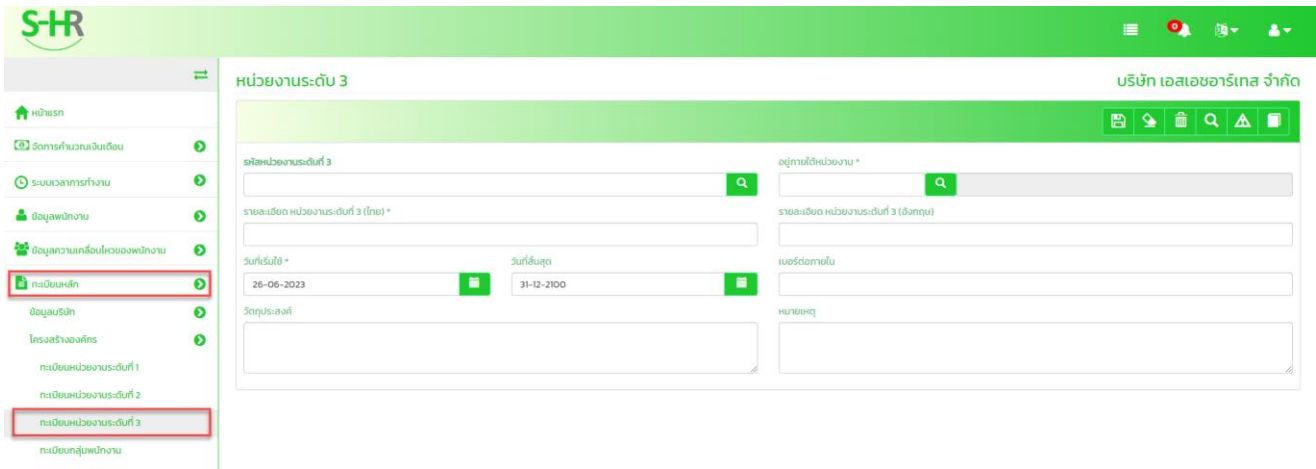 S-HR
0
หน่วยงานระดับ 3
บริษัท เอสเอชอาร์เทส จำกัด
หน้าแรก
จัดการคำนวณเงินเดือน
ระบบเวลาการทำงาน
ข้อมูลพนักงาน
ข้อมูลความเคลื่อนไหวของพนักงาน
ทะเบียนหลัก
ข้อมูลบริษัท
โครงสร้างองค์กร
ทะเบียนหน่วยงานระดับที่ 1
ทะเบียนหน่วยงานระดับที่ 2
ทะเบียนหน่วยงานระดับที่ 3
ทะเบียนกลุ่มพนักงาน
รหัสหน่วยงานระดับที่ 3
อยู่ภายใต้หน่วยงาน *
รายละเอียด หน่วยงานระดับที่ 3 (ไทย) *
รายละเอียด หน่วยงานระดับที่ 3 (อังกฤษ)
วันที่เริ่มใช้ *
วันที่สิ้นสุด
เบอร์ต่อภายใน
26-06-2023
31-12-2100
วัตถุประสงค์
หมายเหตุ